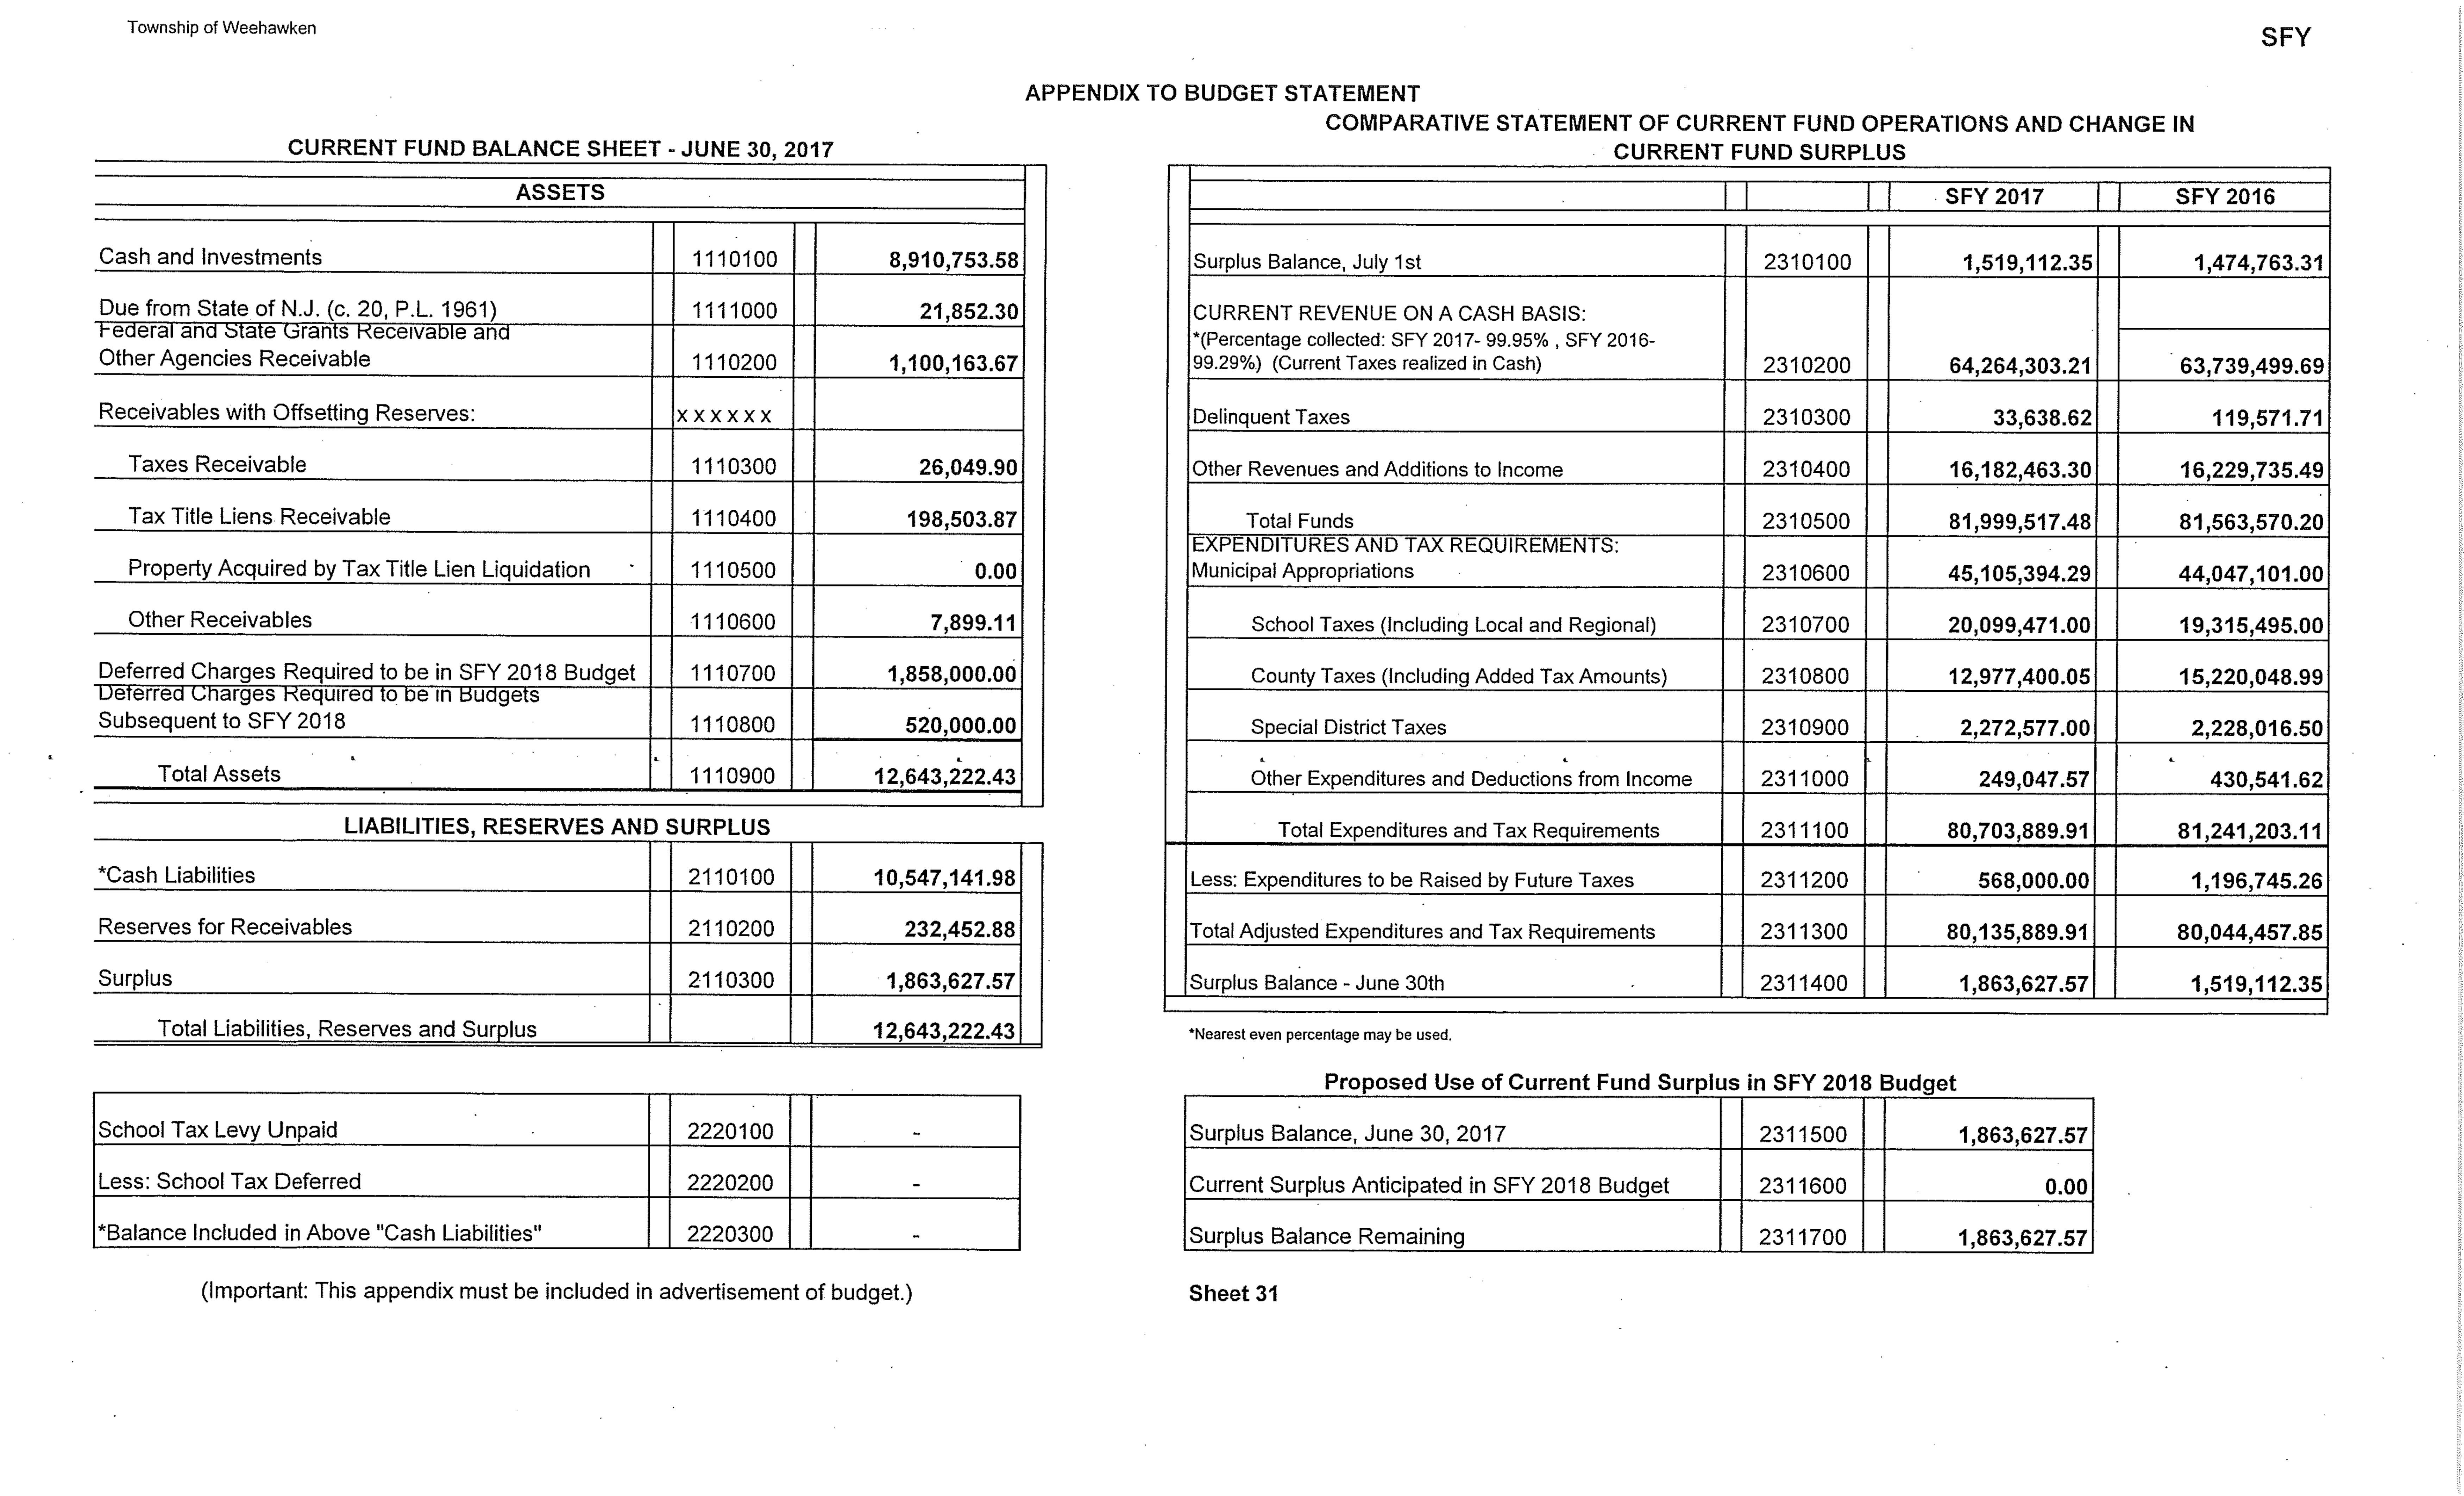 Township of Weehawken
SFY
APPENDIX TO BUDGET STATEMENT
CURRENT FUND BALANCE SHEET - JUNE 30, 2017
ASSETS
Cash and Investments 1110100 8,910,753.58
Due from State of N.J. (c. 20, P.L. 1961) 1111000 21,852.30
Federal and State Grants Receivable and
Other Agencies Receivable 1110200 1,100,163.67
Receivables with Offsetting Reserves: x x x x x x
Taxes Receivable 1110300 26,049.90
Tax Title Liens Receivable 1110400 198,503.87
Property Acquired by Tax Title Lien Liquidation 1110500 0.00
Other Receivables 1110600 7,899.11
Deferred Charges Required to be in SFY 2018 Budget 1110700 1,858,000.00
Deferred Charges Required to be in Budgets
Subsequent to SFY 2018 1110800 520,000.00
Total Assets 1110900 12,643,222.43
LIABILITIES, RESERVES AND SURPLUS
*Cash Liabilities 2110100 10,547,141.98
Reserves for Receivables 2110200 232,452.88
Surplus 2110300 1,863,627.57
Total Liabilities, Reserves and Surplus 12,643,222.43
School Tax Levy Unpaid 2220100 -
Less: School Tax Deferred 2220200 -
*Balance Included in Above "Cash Liabilities" 2220300 -
(Important: This appendix must be included in advertisement of budget.)
COMPARATIVE STATEMENT OF CURRENT FUND OPERATIONS AND CHANGE IN
CURRENT FUND SURPLUS
SFY 2017 SFY 2016
Surplus Balance, July 1st 2310100 1,519,112.35 1,474,763.31
CURRENT REVENUE ON A CASH BASIS:
*(Percentage collected: SFY 2017- 99.95% , SFY 2016-
99.29%) (Current Taxes realized in Cash) 2310200 64,264,303.21 63,739,499.69
Delinquent Taxes 2310300 33,638.62 119,571.71
Other Revenues and Additions to Income 2310400 16,182,463.30 16,229,735.49
Total Funds 2310500 81,999,517.48 81,563,570.20
EXPENDITURES AND TAX REQUIREMENTS:
Municipal Appropriations 2310600 45,105,394.29 44,047,101.00
School Taxes (Including Local and Regional) 2310700 20,099,471.00 19,315,495.00
County Taxes (Including Added Tax Amounts) 2310800 12,977,400.05 15,220,048.99
Special District Taxes 2310900 2,272,577.00 2,228,016.50
Other Expenditures and Deductions from Income 2311000 249,047.57 430,541.62
Total Expenditures and Tax Requirements 2311100 80,703,889.91 81,241,203.11
Less: Expenditures to be Raised by Future Taxes 2311200 568,000.00 1,196,745.26
Total Adjusted Expenditures and Tax Requirements 2311300 80,135,889.91 80,044,457.85
Surplus Balance - June 30th 2311400 1,863,627.57 1,519,112.35
*Nearest even percentage may be used.
Proposed Use of Current Fund Surplus in SFY 2018 Budget
Surplus Balance, June 30, 2017 2311500 1,863,627.57
Current Surplus Anticipated in SFY 2018 Budget 2311600 0.00
Surplus Balance Remaining 2311700 1,863,627.57
Sheet 31